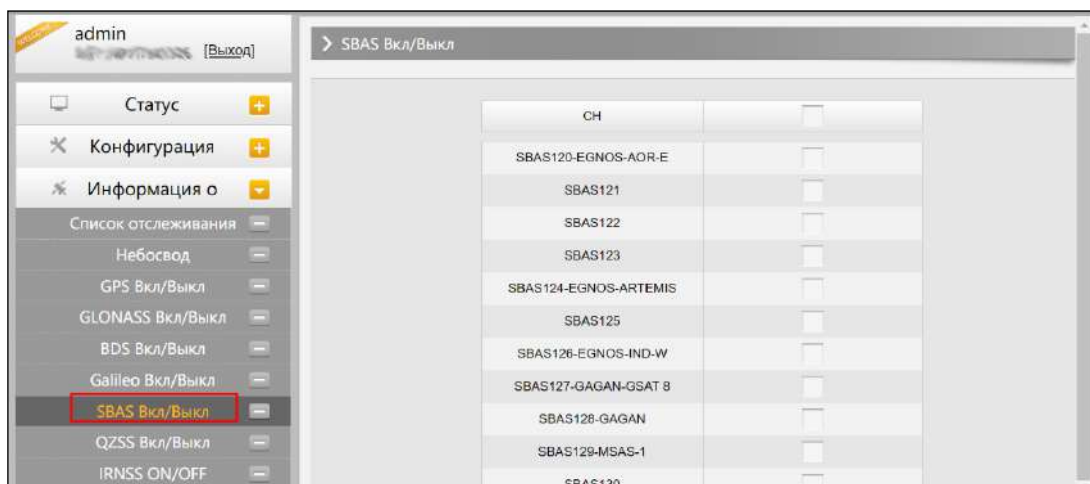 admin
[Выход]
Статус
Конфигурация
Информация о
Список отслеживания
Небосвод
GPS Вкл/Выкл
GLONASS Вкл/Выкл
BDS Вкл/Выкл
Galileo Вкл/Выкл
SBAS Вкл/Выкл
QZSS Вкл/Выкл
IRNSS ON/OFF
SBAS Вкл/Выкл
СН
SBAS120-EGNOS-AOR-E
SBAS121
SBAS122
SBAS123
SBAS124-EGNOS-ARTEMIS
SBAS125
SBAS126-EGNOS-IND-W
SBAS127-GAGAN-GSAT 8
SBAS128-GAGAN
SBAS129-MSAS-1
SBAS130